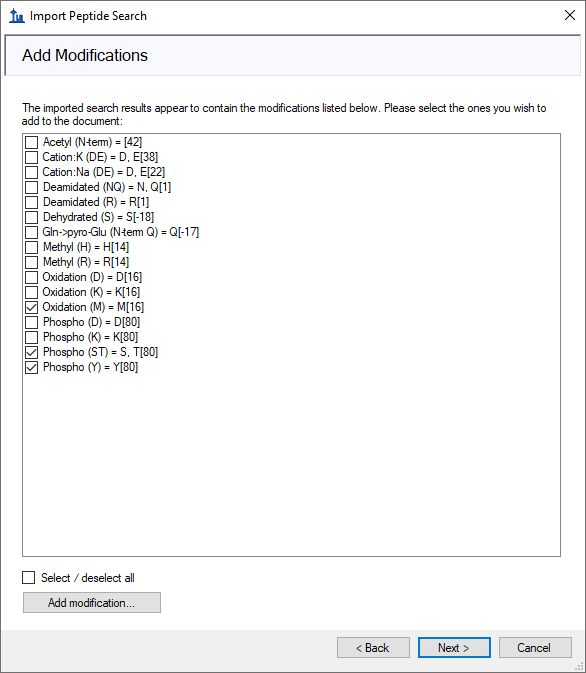 Import Peptide Search
Add Modifications
The imported search results appear to contain the modifications listed below. Please select the ones you wish to
add to the document:
Acetyl (N-term) = [42]
Cation:K (DE) = D, E[38]
Cation:Na (DE) = D, E[22]
Deamidated (NQ) = N, Q[1]
Deamidated (R) = R[1]
Dehydrated (S) = S[-18]
Gln->pyro-Glu (N-term Q) = Q[-17]
Methyl (H) = H[14]
Methyl (R) = R[14]
Oxidation (D) = D[16]
Oxidation (K) = K[16]
Oxidation (M) = M[16]
Phospho (D) = D[80]
Phospho (K) = K[80]
Phospho (ST) = S, T[80]
Phospho (Y) = Y[80]
Select / deselect all
Add modification...
< Back
Next >
Cancel